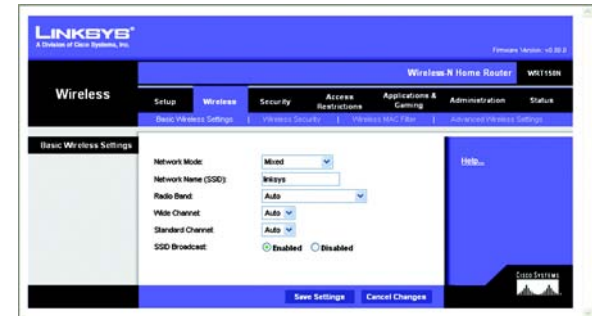 LINKSYS®
A Division of Cisco Systems, Inc.
Firmware Version: v0.00.0
Wireless-N Home Router WRT150N
Wireless
Setup Wireless Security Access Restrictions Applications & Gaming Administration Status
Basic Wireless Settings | Wireless Security | Wireless MAC Filter | Advanced Wireless Settings
Basic Wireless Settings
Network Mode: Mixed
Network Name (SSID): linksys
Radio Band: Auto
Wide Channel: Auto
Standard Channel: Auto
SSID Broadcast: Enabled Disabled
Help...
Save Settings Cancel Changes
CISCO SYSTEMS